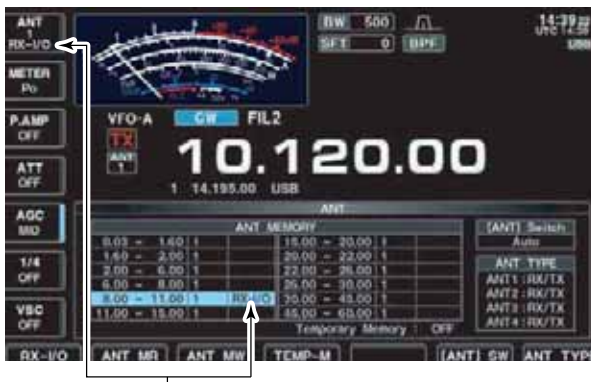 ANT
1
RX-I/O
METER
Po
P.AMP
OFF
ATT
OFF
AGC
MID
1/4
OFF
VSC
OFF
BW 500
SFT 0 BPF
14:39
UTC
VFO-A CW FIL2
TX
ANT
1
10.120.00
1 14.195.00 USB
ANT
ANT MEMORY
0.03 - 1.60 1
1.60 - 2.00 1
2.00 - 6.00 1
6.00 - 8.00 1
8.00 - 11.00 1 RX-I/O
11.00 - 15.00 1
15.00 - 20.00 1
20.00 - 22.00 1
22.00 - 26.00 1
26.00 - 30.00 1
30.00 - 45.00 1
45.00 - 60.00 1
Temporary Memory : OFF
[ANT] Switch
Auto
ANT TYPE
ANT1 :RX/TX
ANT2 :RX/TX
ANT3 :RX/TX
ANT4 :RX/TX
RX-I/O ANT MR ANT MW TEMP-M [ANT] SW ANT TYPE